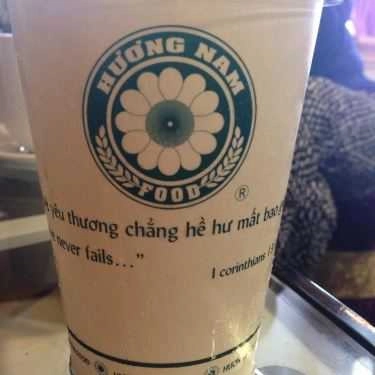 HƯƠNG NAM
FOOD
®
yêu thương chẳng hề hư mất bao
never fails..."
I corinthians